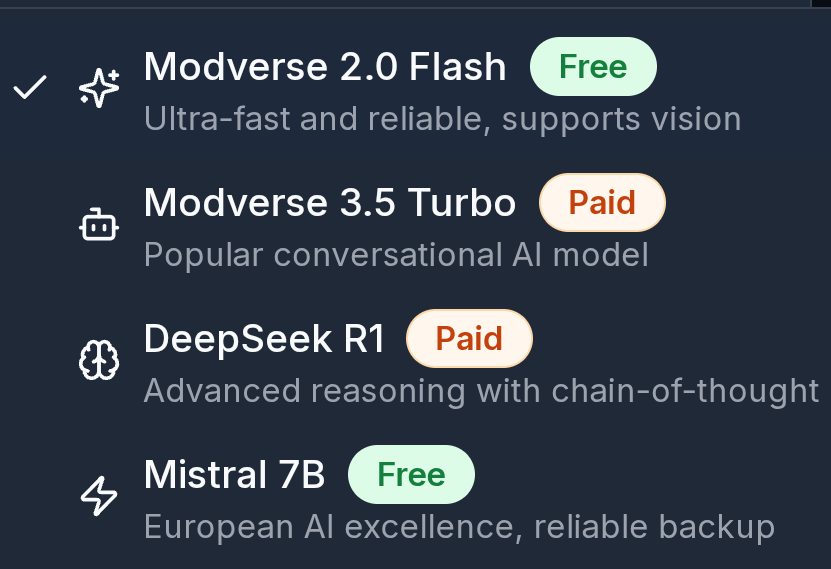 Modverse 2.0 Flash Free
Ultra-fast and reliable, supports vision
Modverse 3.5 Turbo Paid
Popular conversational AI model
DeepSeek R1 Paid
Advanced reasoning with chain-of-thought
Mistral 7B Free
European AI excellence, reliable backup